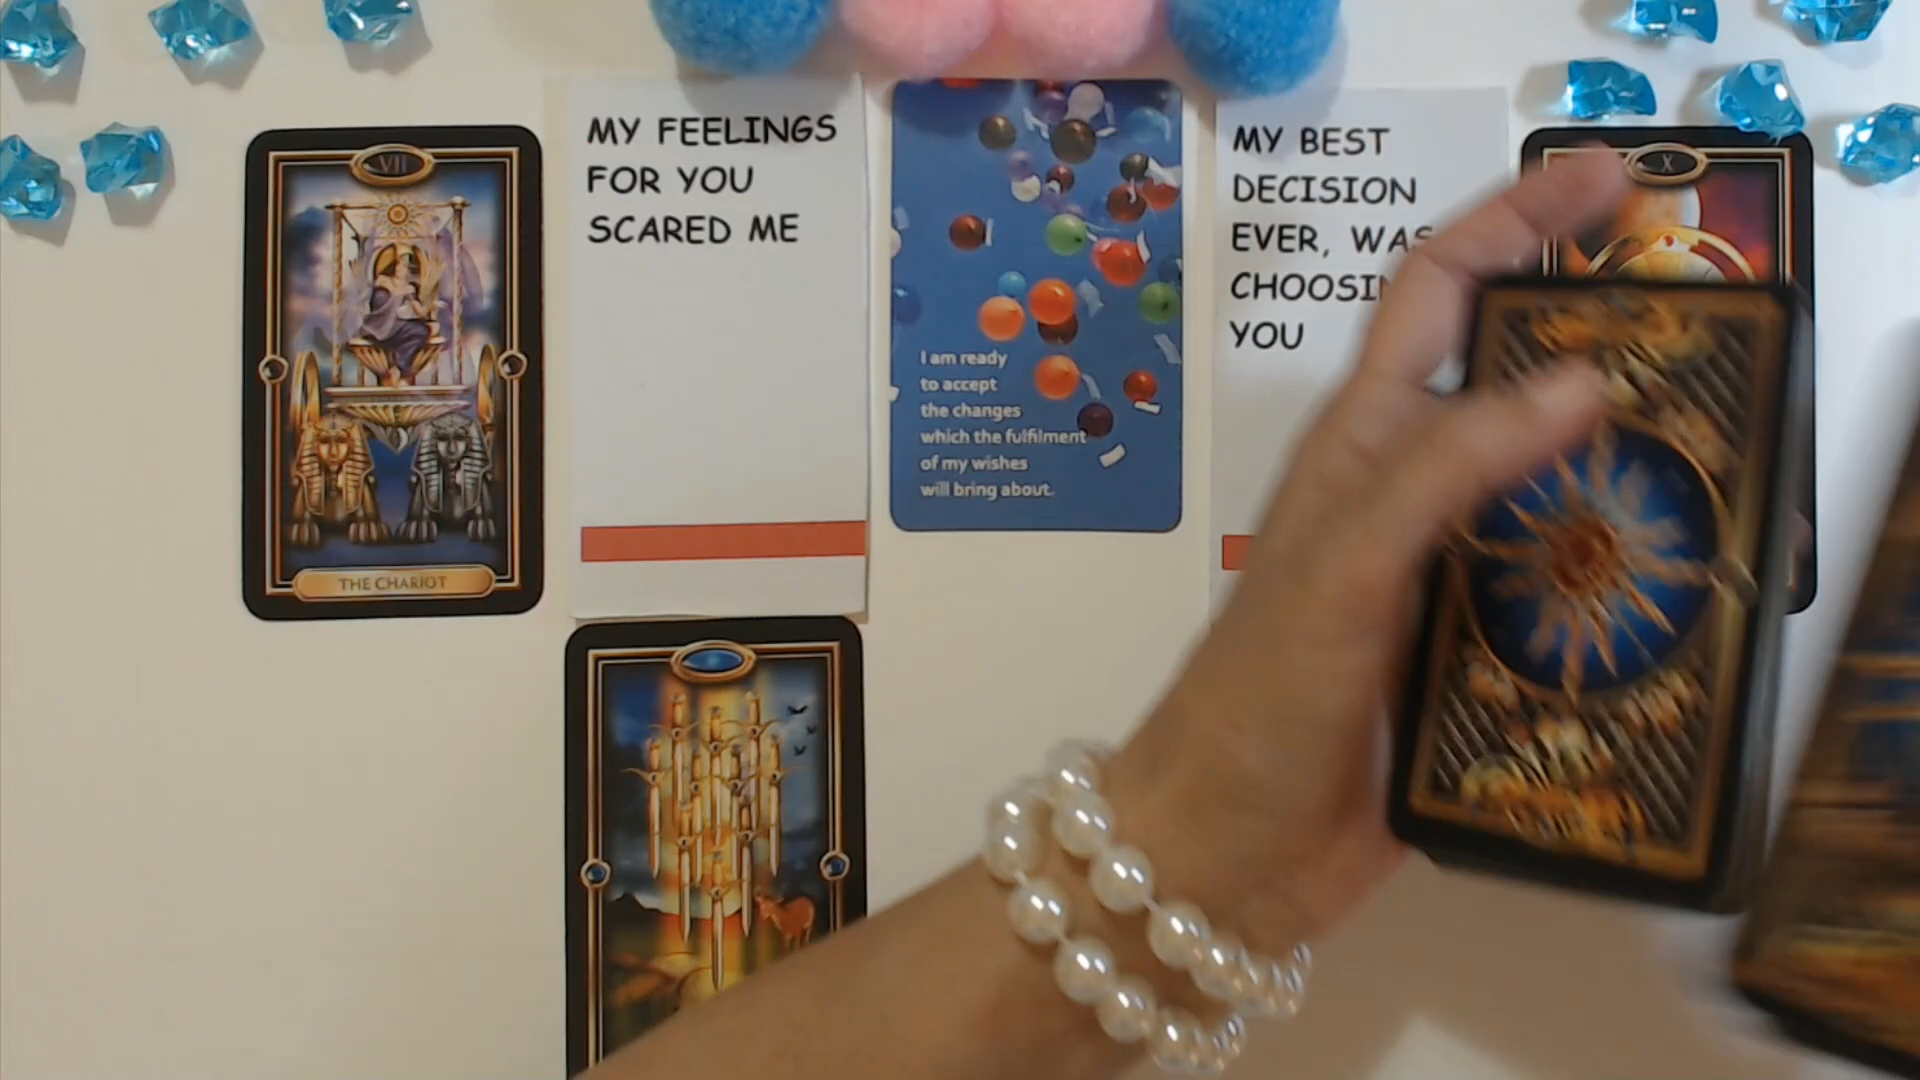 VII
THE CHARIOT
MY FEELINGS
FOR YOU
SCARED ME
I am ready
to accept
the changes
which the fulfilment
of my wishes
will bring about.
MY BEST
DECISION
EVER, WAS
YOU
X